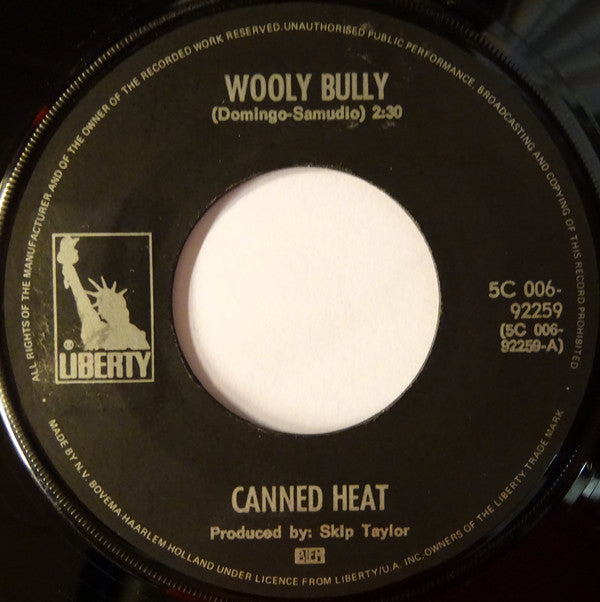 ALL RIGHTS OF THE MANUFACTURER AND OF THE OWNER OF THE RECORDED WORK RESERVED. UNAUTHORISED PUBLIC PERFORMANCE, BROADCASTING AND COPYING OF THIS RECORD PROHIBITED
WOOLY BULLY
(Domingo-Samudio) 2:30
LIBERTY
5C 006-
92259
(5C 006-
92259-A)
CANNED HEAT
Produced by: Skip Taylor
BIEM
MADE BY N.V. BOVEMA-HAARLEM HOLLAND UNDER LICENCE FROM LIBERTY/U.A. INC. OWNERS OF THE LIBERTY TRADE MARK